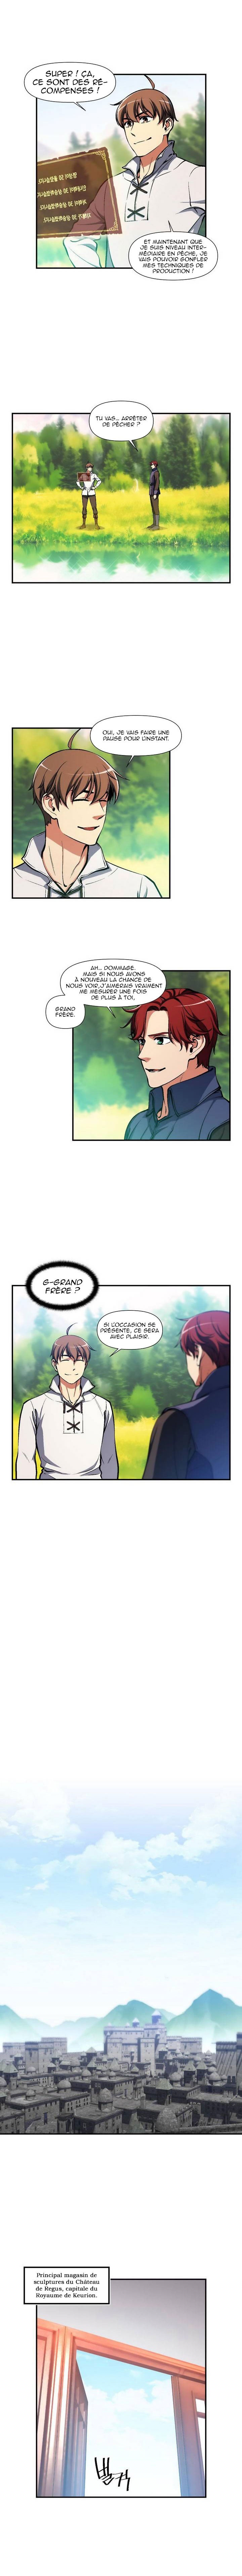 SUPER ! ÇA,
CE SONT DES RÉ-
COMPENSES !
ET MAINTENANT QUE
JE SUIS NIVEAU INTER-
MÉDIAIRE EN PÊCHE, JE
VAIS POUVOIR GONFLER
MES TECHNIQUES DE
PRODUCTION !
TU VAS... ARRÊTER
DE PÊCHER ?
OUI, JE VAIS FAIRE UNE
PAUSE POUR L'INSTANT.
AH... DOMMAGE.
MAIS SI NOUS AVONS
À NOUVEAU LA CHANCE DE
NOUS VOIR, J'AIMERAIS VRAIMENT
ME MESURER UNE FOIS
DE PLUS À TOI,
GRAND
FRÈRE.
G-GRAND
FRÈRE ?
SI L'OCCASION SE
PRÉSENTE, CE SERA
AVEC PLAISIR.
Principal magasin de
sculptures du Château
de Regus, capitale du
Royaume de Keurion.
벌컥